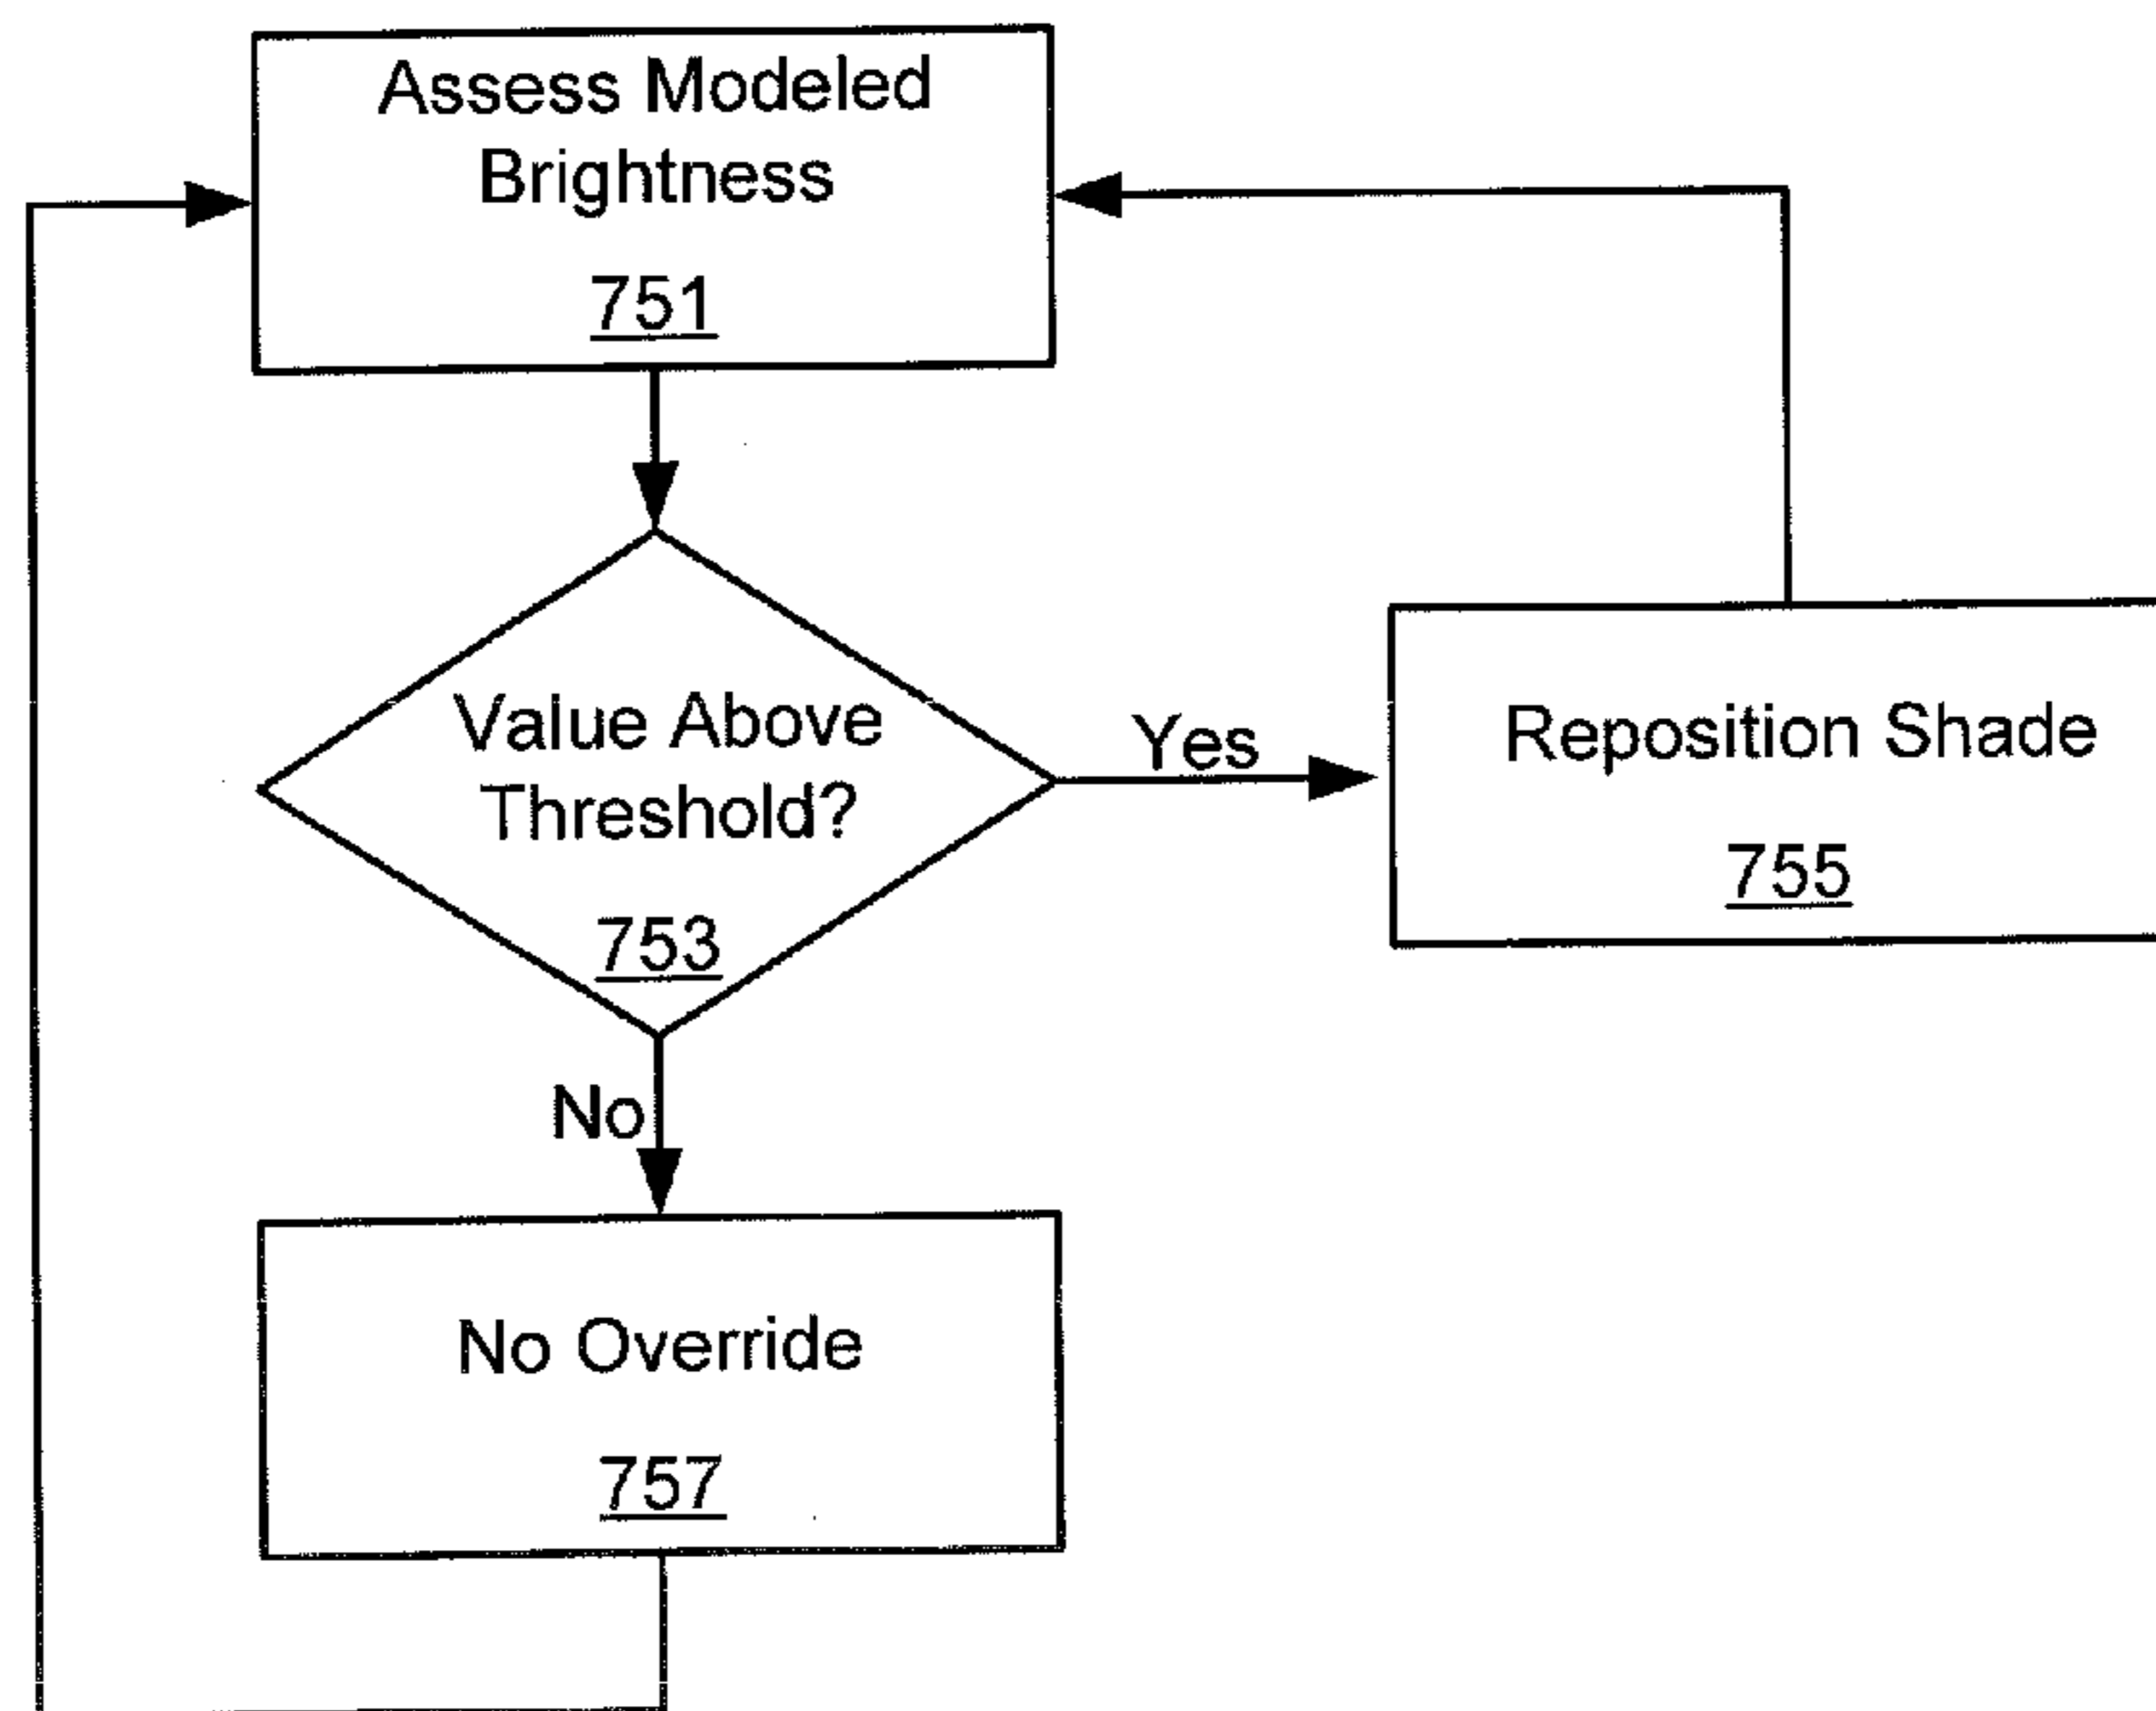 Assess Modeled
Brightness
751
Value Above
Threshold?
753
Yes
Reposition Shade
755
No
No Override
757